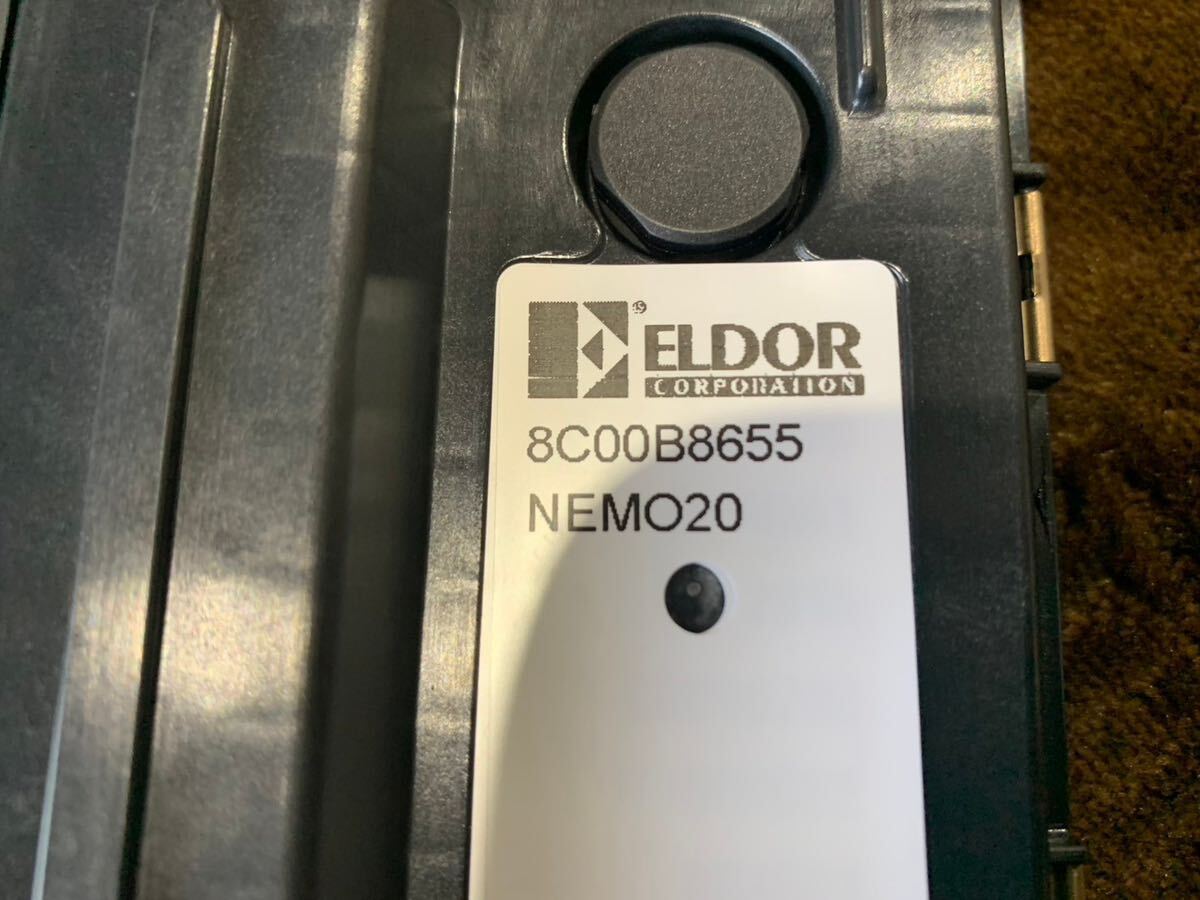 ELDOR
CORPORATION
8C00B8655
NEMO20